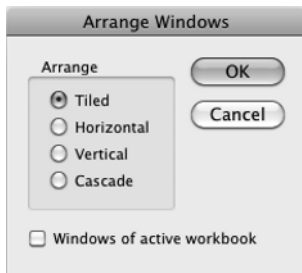 Arrange Windows
Arrange
Tiled
Horizontal
Vertical
Cascade
OK
Cancel
Windows of active workbook